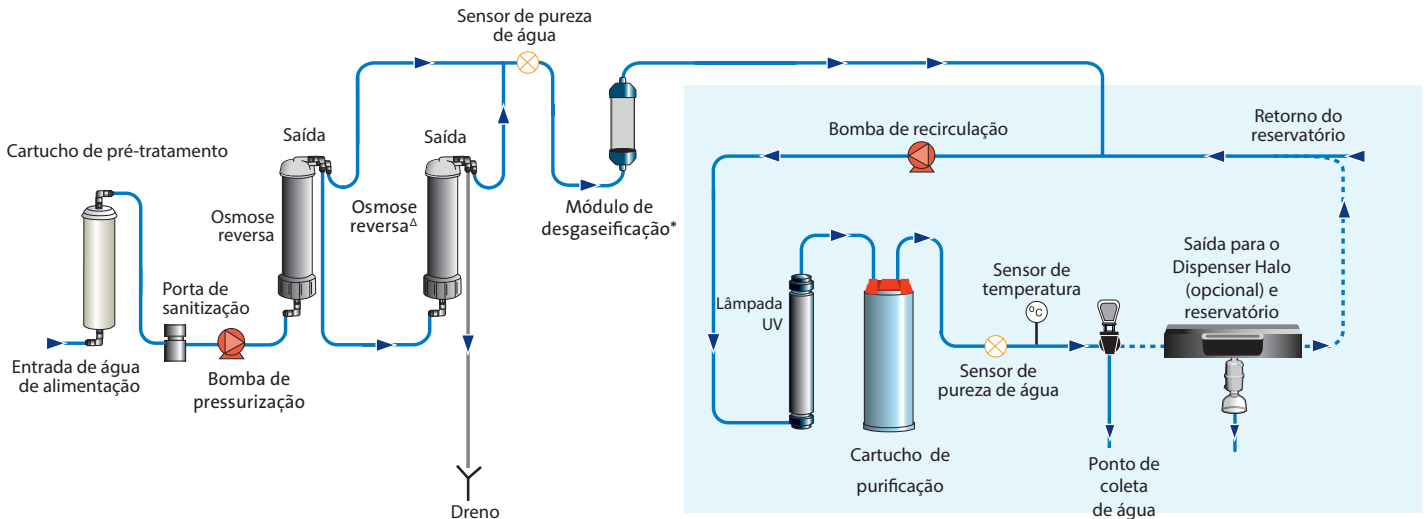 Sensor de pureza
de água
Cartucho de pré-tratamento
Saída
Saída
Osmose
reversa
Osmose
reversa∆
Módulo de
desgaseificação*
Porta de
sanitização
Entrada de água
de alimentação
Bomba de
pressurização
Dreno
Bomba de recirculação
Retorno do
reservatório
Lâmpada
UV
Cartucho de
purificação
Sensor de
temperatura
°C
Sensor de
pureza de água
Saída para o
Dispenser Halo
(opcional) e
reservatório
Ponto de
coleta
de água